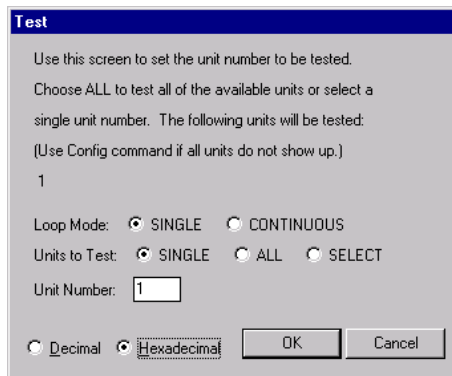 Test
Use this screen to set the unit number to be tested.
Choose ALL to test all of the available units or select a
single unit number. The following units will be tested:
(Use Config command if all units do not show up.)
1
Loop Mode: SINGLE CONTINUOUS
Units to Test: SINGLE ALL SELECT
Unit Number: 1
Decimal Hexadecimal OK Cancel